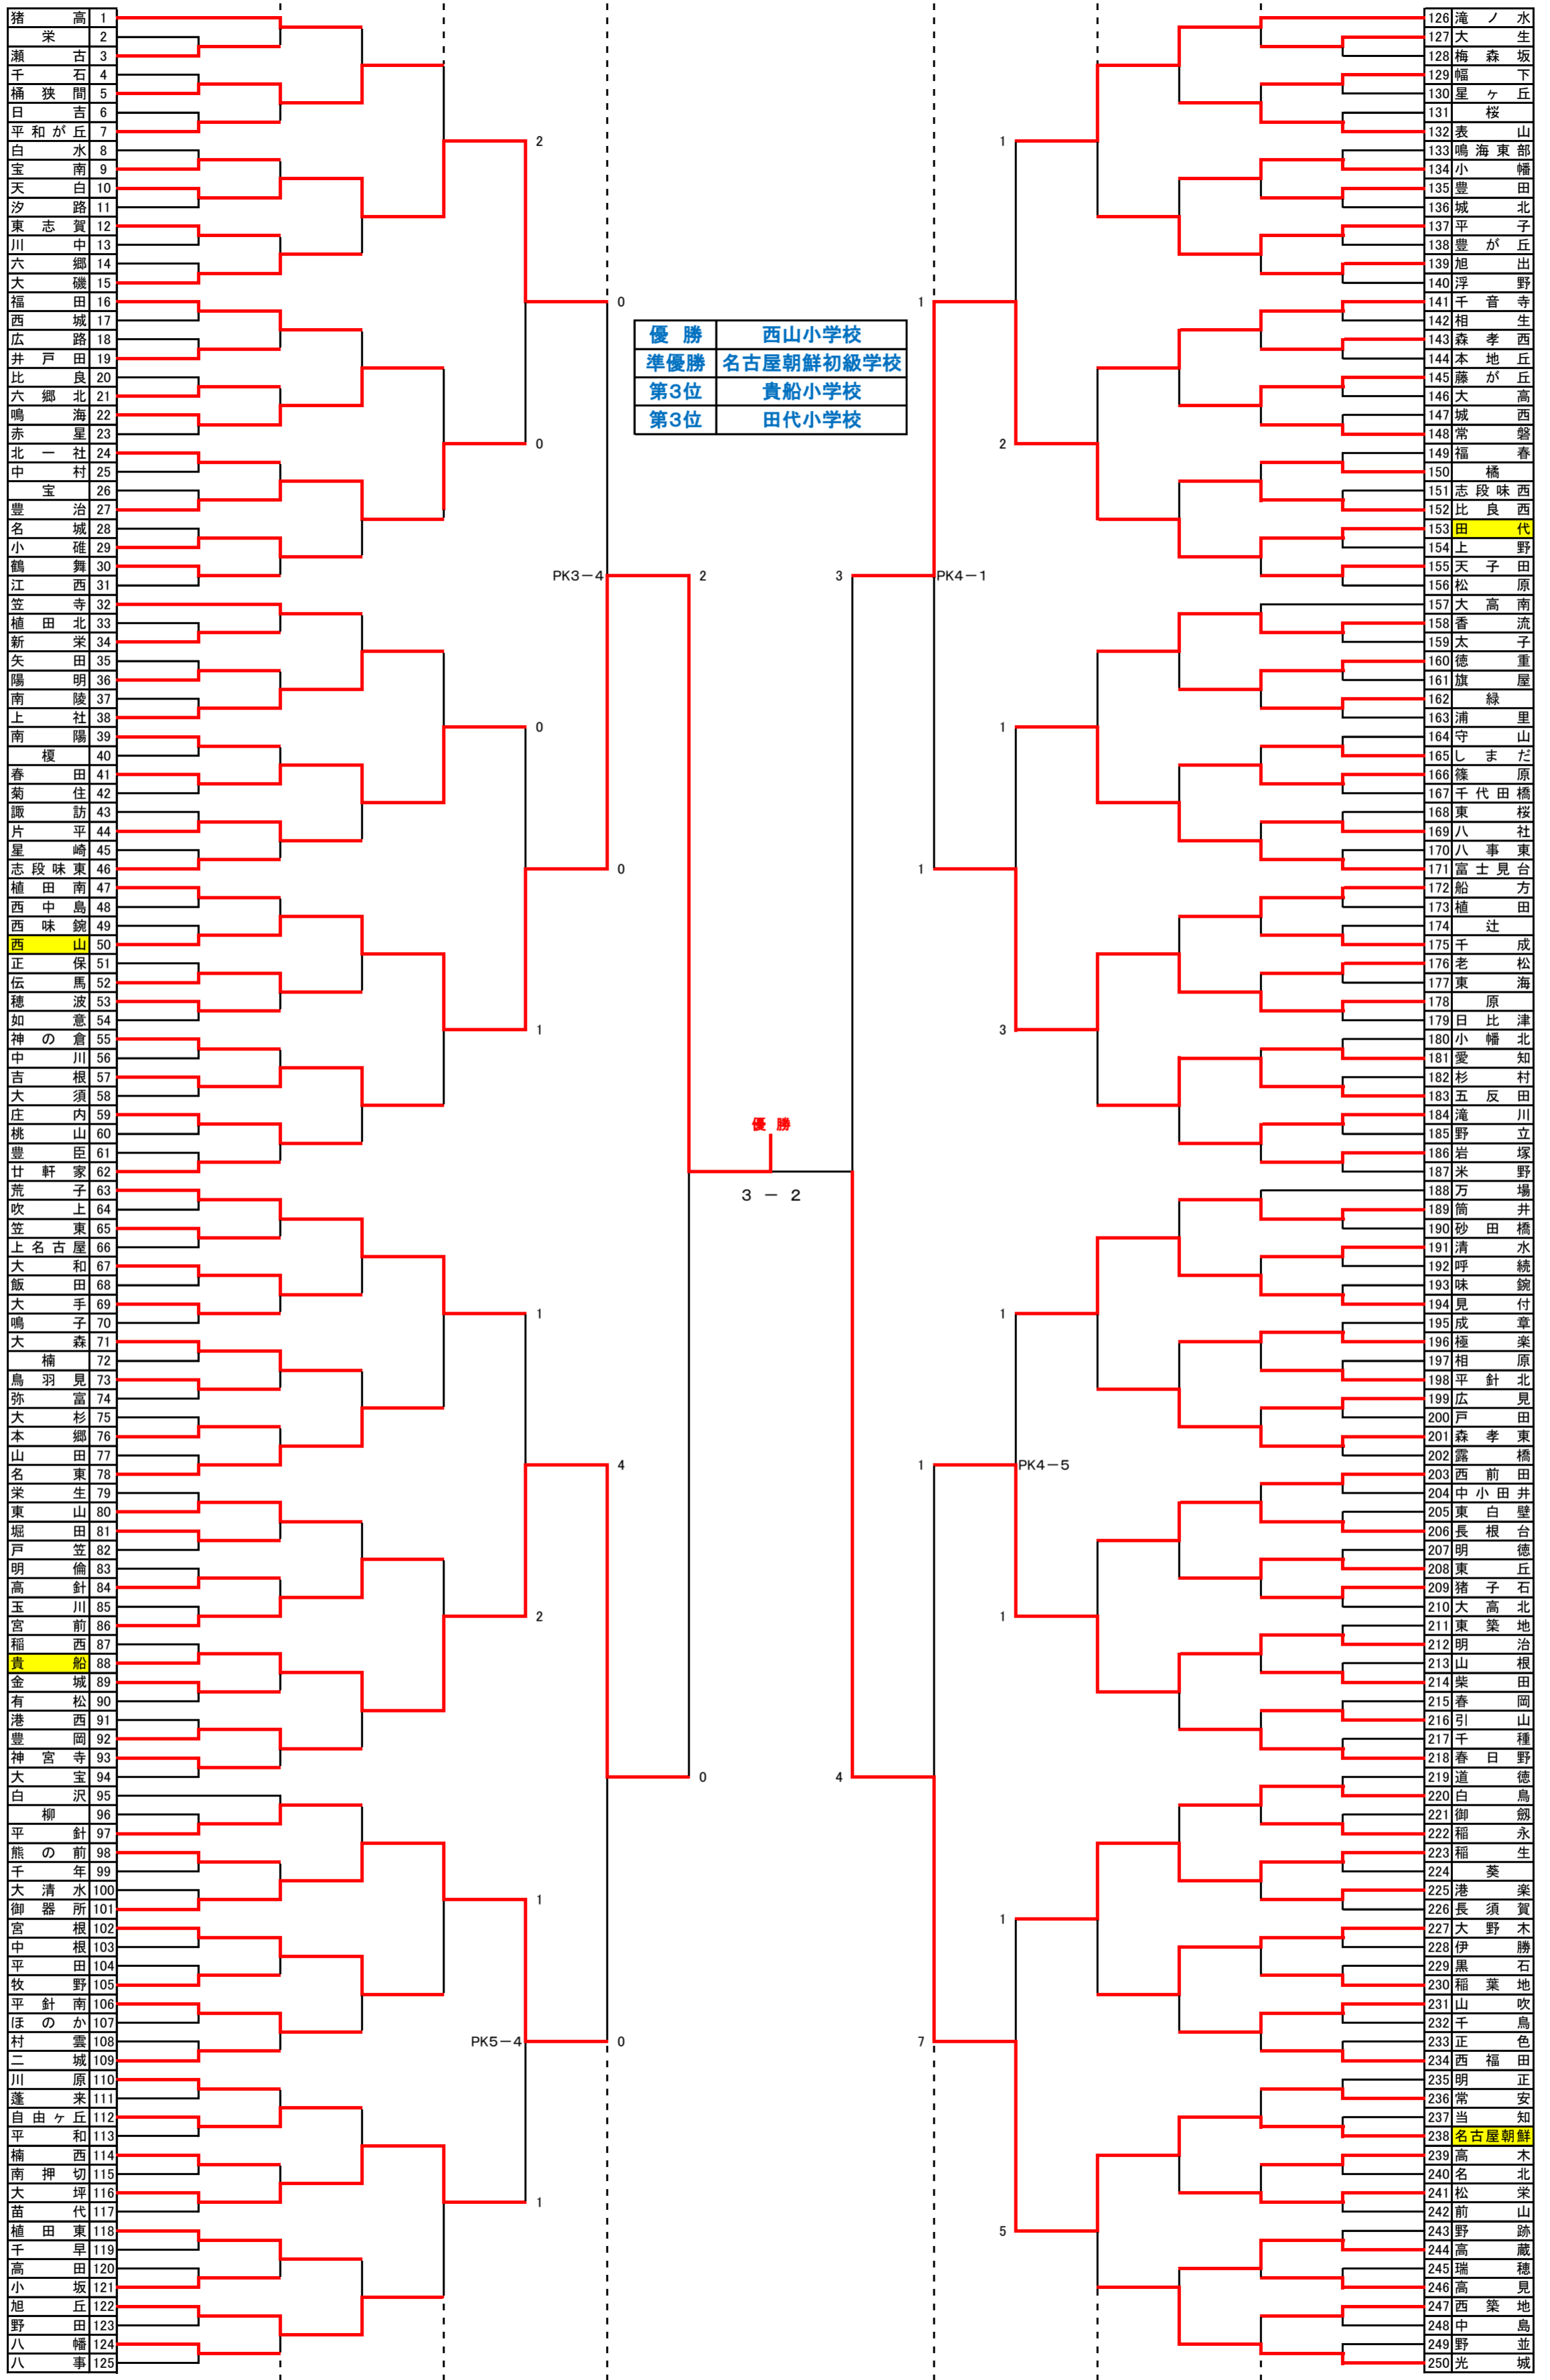 猪高 1
栄 2
瀬古 3
千石 4
桶狭間 5
日吉 6
平和が丘 7
白水 8
宝南 9
天白 10
汐路 11
東志賀 12
川中 13
六郷 14
大磯 15
福田 16
西城 17
広路 18
井戸田 19
比良 20
六郷北 21
鳴海 22
赤星 23
北一社 24
中村 25
宝 26
豊治 27
名城 28
小碓 29
鶴舞 30
江西 31
笠寺 32
植田北 33
新栄 34
矢田 35
陽明 36
南陵 37
上社 38
南陽 39
榎 40
春田 41
菊住 42
諏訪 43
片平 44
星崎 45
志段味東 46
植田南 47
西中島 48
西味鋺 49
西山 50
正保 51
伝馬 52
穂波 53
如意 54
神の倉 55
中川 56
吉根 57
大須 58
庄内 59
桃山 60
豊臣 61
廿軒家 62
荒子 63
吹上 64
笠東 65
上名古屋 66
大和 67
飯田 68
大手 69
鳴子 70
大森 71
楠 72
鳥羽見 73
弥富 74
大杉 75
本郷 76
山田 77
名東 78
栄生 79
東山 80
堀田 81
戸笠 82
明倫 83
高針 84
玉川 85
宮前 86
稲西 87
貴船 88
金城 89
有松 90
港西 91
豊岡 92
神宮寺 93
大宝 94
白沢 95
柳 96
平針 97
熊の前 98
千年 99
大清水 100
御器所 101
宮根 102
中根 103
平田 104
牧野 105
平針南 106
ほのか 107
村雲 108
二城 109
川原 110
蓬来 111
自由ヶ丘 112
平和 113
楠西 114
南押切 115
大坪 116
苗代 117
植田東 118
千早 119
高田 120
小坂 121
旭丘 122
野田 123
八幡 124
八事 125
2
0
0
PK3-4
0
0
1
2
1
4
2
0
1
PK5-4
0
1
優勝 西山小学校
準優勝 名古屋朝鮮初級学校
第3位 貴船小学校
第3位 田代小学校
優勝
3 - 2
1
1
2
3
PK4-1
1
1
3
1
1
PK4-5
1
4
1
7
5
126 滝ノ水
127 大生
128 梅森坂
129 幅下
130 星ヶ丘
131 桜
132 表山
133 鳴海東部
134 小幡
135 豊田
136 城北
137 平子
138 豊が丘
139 旭出
140 浮野
141 千音寺
142 相生
143 森孝西
144 本地丘
145 藤が丘
146 大高
147 城西
148 常磐
149 福春
150 橘
151 志段味西
152 比良西
153 田代
154 上野
155 天子田
156 松原
157 大高南
158 香流
159 太子
160 徳重
161 旗屋
162 緑
163 浦里
164 守山
165 しまだ
166 篠原
167 千代田橋
168 東桜
169 八社
170 八事東
171 富士見台
172 船方
173 植田
174 辻
175 千成
176 老松
177 東海
178 原
179 日比津
180 小幡北
181 愛知
182 杉村
183 五反田
184 滝川
185 野立
186 岩塚
187 米野
188 万場
189 筒井
190 砂田橋
191 清水
192 呼続
193 味鋺
194 見付
195 成章
196 極楽
197 相原
198 平針北
199 広見
200 戸田
201 森孝東
202 露橋
203 西前田
204 中小田井
205 東白壁
206 長根台
207 明徳
208 東丘
209 猪子石
210 大高北
211 東築地
212 明治
213 山根
214 柴田
215 春岡
216 引山
217 千種
218 春日野
219 道徳
220 白鳥
221 御劔
222 稲永
223 稲生
224 葵
225 港楽
226 長須賀
227 大野木
228 伊勝
229 黒石
230 稲葉地
231 山吹
232 千鳥
233 正色
234 西福田
235 明正
236 常安
237 当知
238 名古屋朝鮮
239 高木
240 名北
241 松栄
242 前山
243 野跡
244 高蔵
245 瑞穂
246 高見
247 西築地
248 中島
249 野並
250 光城